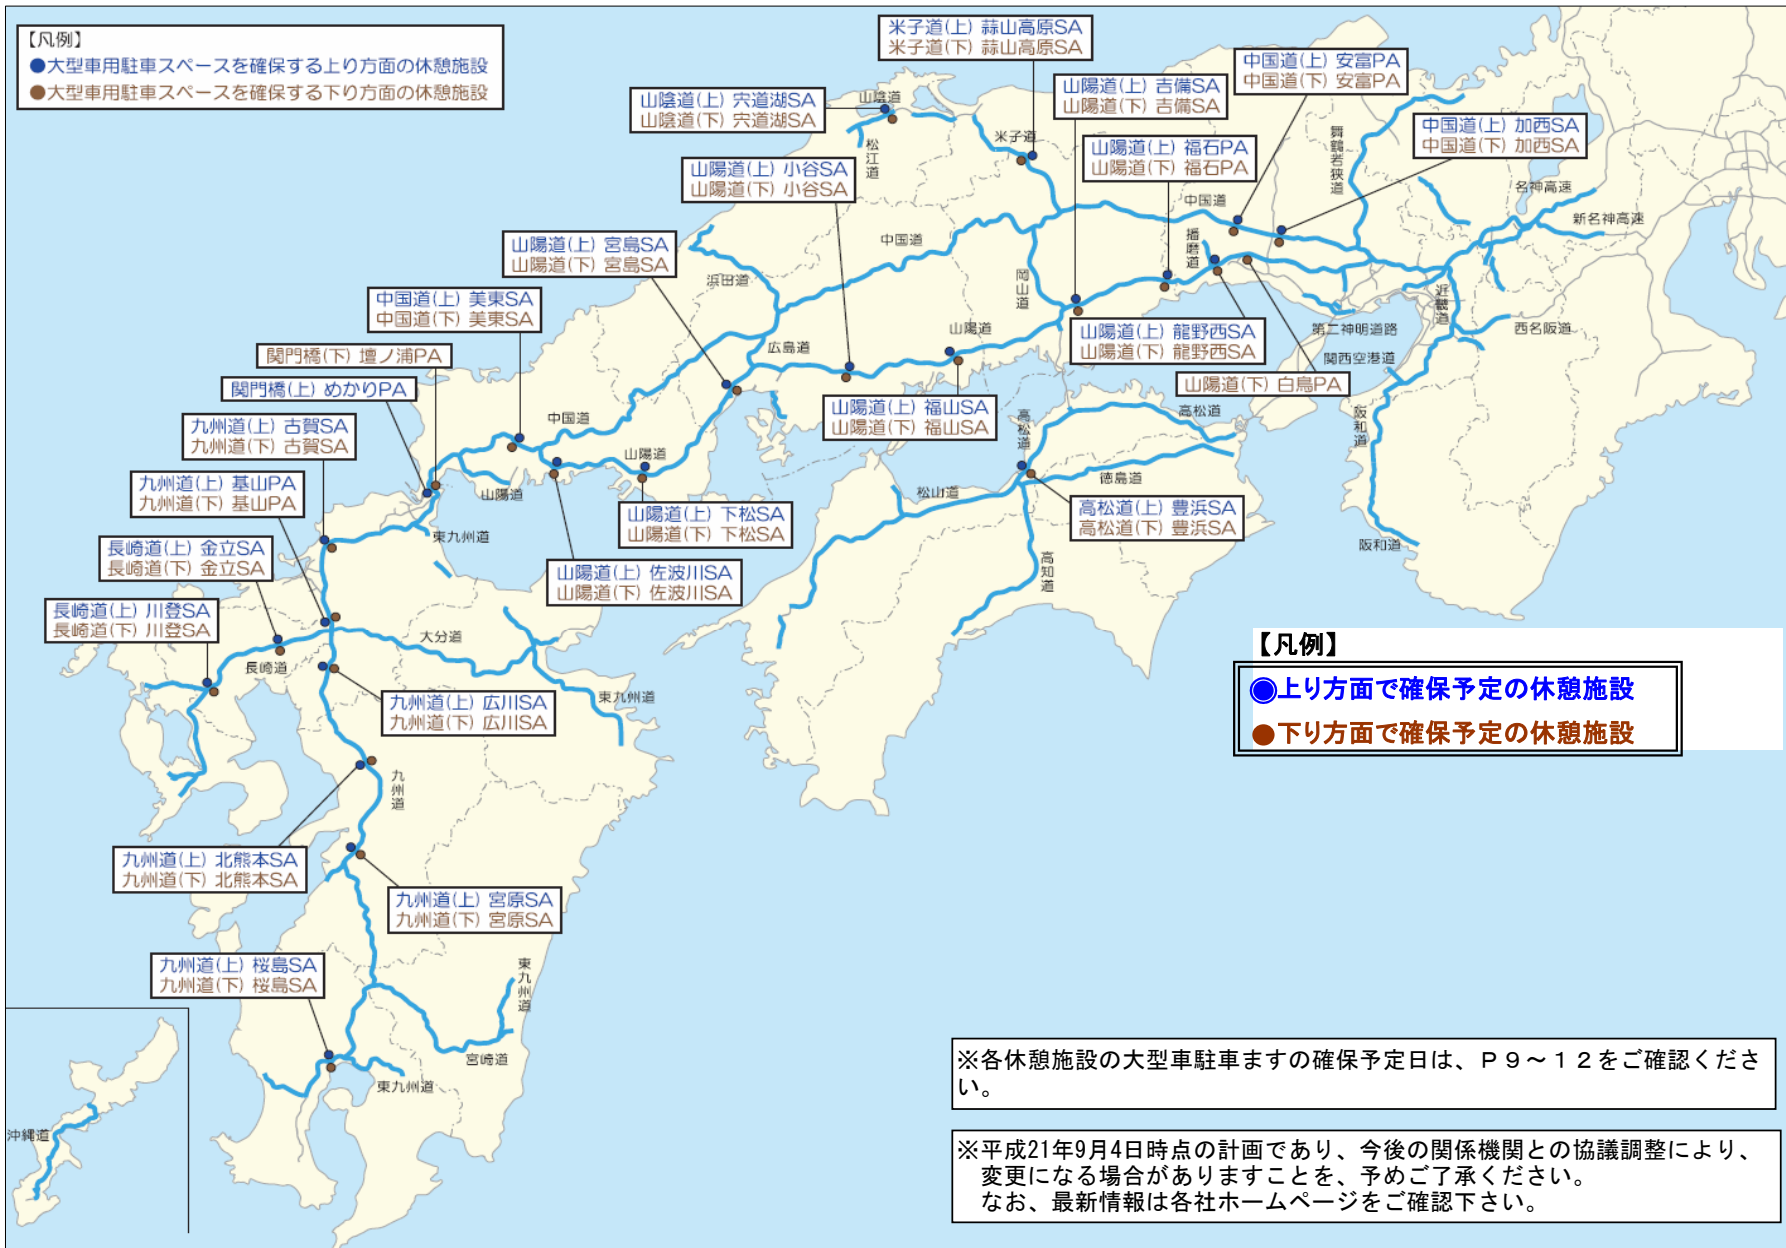 【凡例】
●大型車用駐車スペースを確保する上り方面の休憩施設
●大型車用駐車スペースを確保する下り方面の休憩施設
米子道(上) 蒜山高原SA
米子道(下) 蒜山高原SA
中国道(上) 安富PA
中国道(下) 安富PA
山陽道(上) 吉備SA
山陽道(下) 吉備SA
山陰道(上) 宍道湖SA
山陰道(下) 宍道湖SA
山陰道
松江道
米子道
舞鶴若狭道
中国道(上) 加西SA
中国道(下) 加西SA
山陽道(上) 福石PA
山陽道(下) 福石PA
山陽道(上) 小谷SA
山陽道(下) 小谷SA
名神高速
新名神高速
中国道
中国道
播磨道
山陽道(上) 宮島SA
山陽道(下) 宮島SA
浜田道
岡山道
近畿道
中国道(上) 美東SA
中国道(下) 美東SA
山陽道
広島道
第二神明道路
西名阪道
関西空港道
山陽道(上) 龍野西SA
山陽道(下) 龍野西SA
関門橋(下) 壇ノ浦PA
関門橋(上) めかりPA
山陽道(下) 白鳥PA
山陽道(上) 福山SA
山陽道(下) 福山SA
高松道
高松道
阪和道
九州道(上) 古賀SA
九州道(下) 古賀SA
中国道
山陽道
山陽道
九州道(上) 基山PA
九州道(下) 基山PA
松山道
徳島道
高松道(上) 豊浜SA
高松道(下) 豊浜SA
山陽道(上) 下松SA
山陽道(下) 下松SA
東九州道
阪和道
長崎道(上) 金立SA
長崎道(下) 金立SA
山陽道(上) 佐波川SA
山陽道(下) 佐波川SA
高知道
長崎道(上) 川登SA
長崎道(下) 川登SA
大分道
長崎道
【凡例】
◉上り方面で確保予定の休憩施設
●下り方面で確保予定の休憩施設
九州道(上) 広川SA
九州道(下) 広川SA
東九州道
九州道
九州道(上) 北熊本SA
九州道(下) 北熊本SA
九州道(上) 宮原SA
九州道(下) 宮原SA
九州道(上) 桜島SA
九州道(下) 桜島SA
東九州道
宮崎道
東九州道
沖縄道
※各休憩施設の大型車駐車ますの確保予定日は、Ｐ９～１２をご確認くださ
い。
※平成21年9月4日時点の計画であり、今後の関係機関との協議調整により、
変更になる場合がありますことを、予めご了承ください。
なお、最新情報は各社ホームページをご確認下さい。